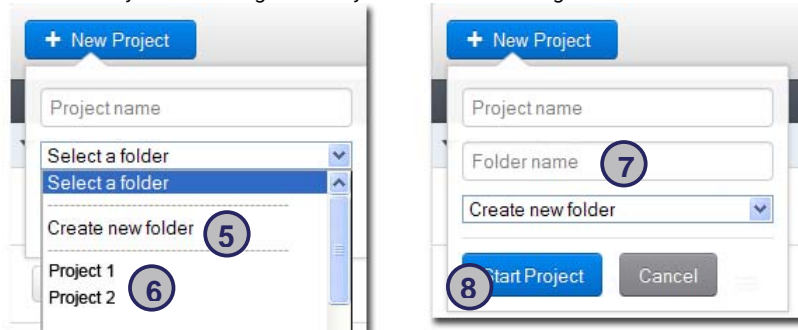 + New Project
Project name
Select a folder
Select a folder
Create new folder 5
Project 1
Project 2 6
+ New Project
Project name
Folder name 7
Create new folder
8 Start Project Cancel